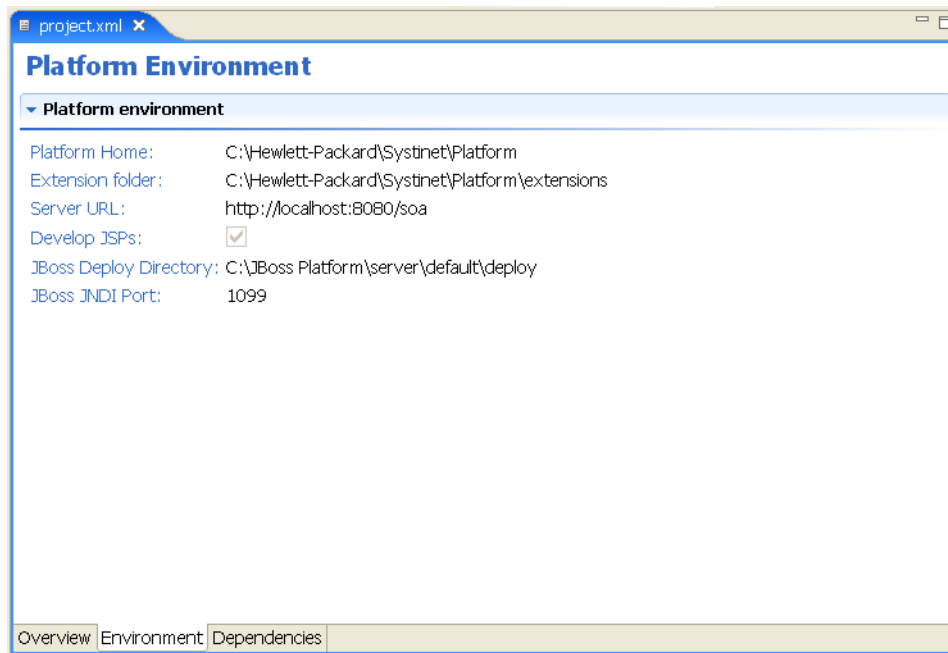 project.xml
Platform Environment
Platform environment
Platform Home: C:\Hewlett-Packard\Systinet\Platform
Extension folder: C:\Hewlett-Packard\Systinet\Platform\extensions
Server URL: http://localhost:8080/soa
Develop JSPs:
JBoss Deploy Directory: C:\JBoss Platform\server\default\deploy
JBoss JNDI Port: 1099
Overview Environment Dependencies